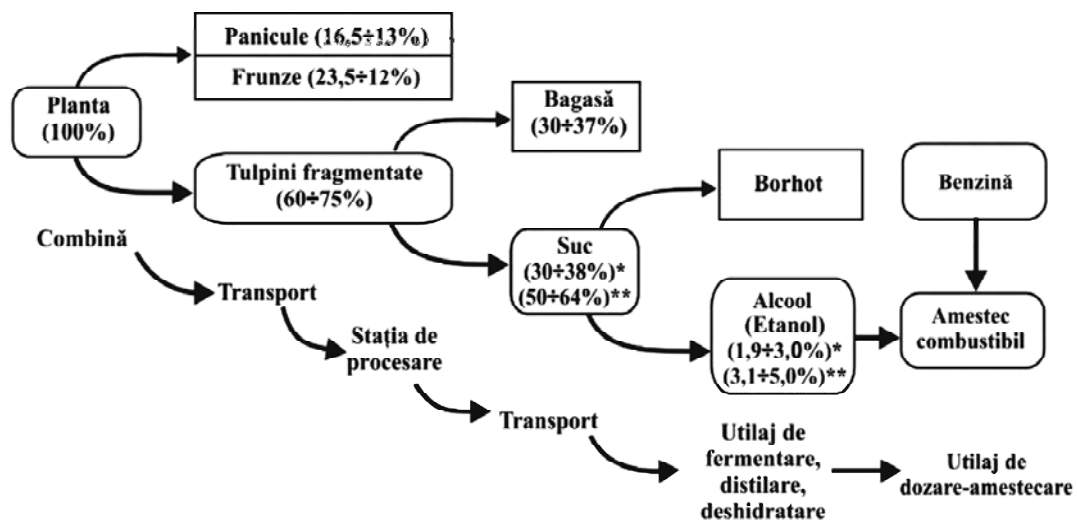 Panicule (16,5÷13%)
Frunze (23,5÷12%)
Planta
(100%)
Bagasă
(30÷37%)
Tulpini fragmentate
(60÷75%)
Borhot
Benzină
Combină
Suc
(30÷38%)*
(50÷64%)**
Transport
Alcool
(Etanol)
(1,9÷3,0%)*
(3,1÷5,0%)**
Amestec
combustibil
Stația de
procesare
Transport
Utilaj de
fermentare,
distilare,
deshidratare
Utilaj de
dozare-amestecare